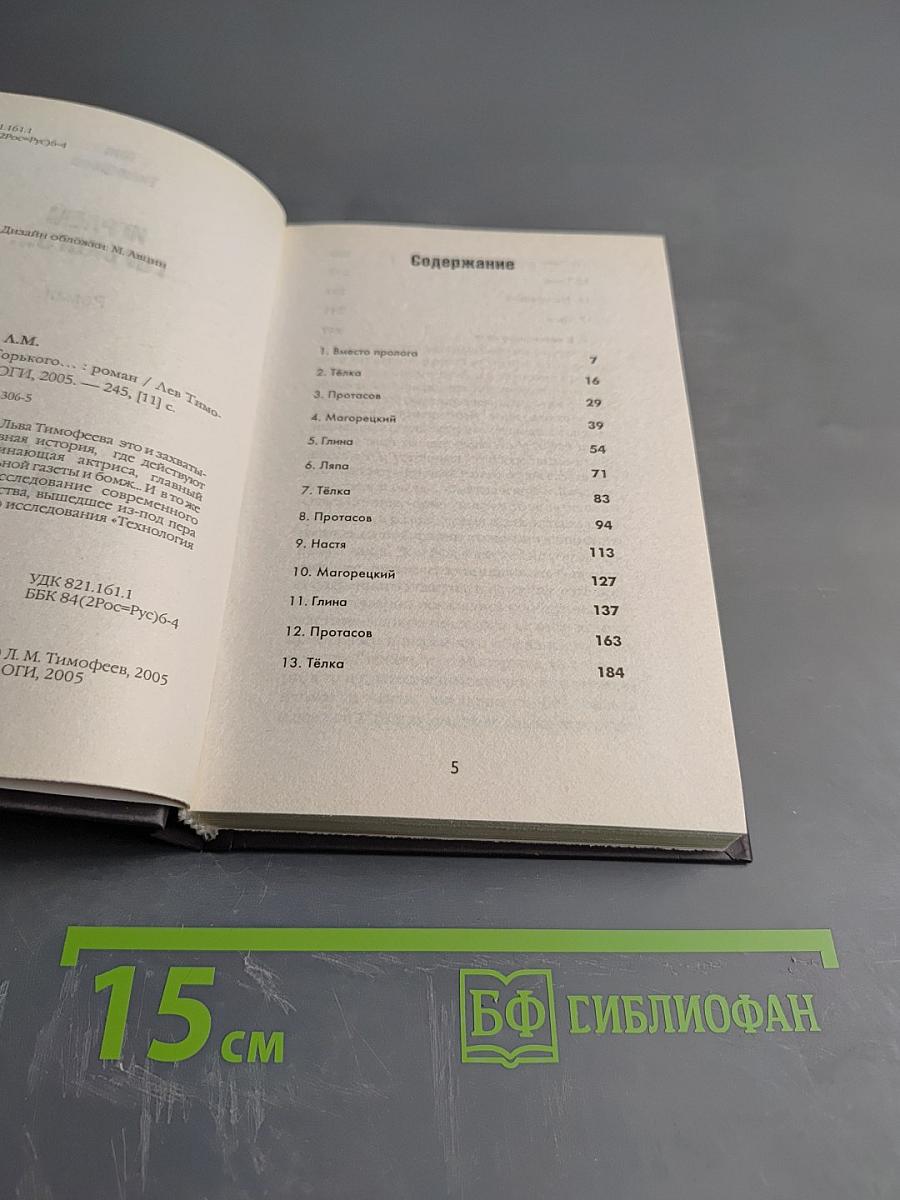 1.161.1
2Рос=Рус)6-4
Дизайн обложки: М. Авцин
А.М.
Горького... : роман / Лев Тимо-
ОГИ, 2005. — 245, [11] с.
306-5
Льва Тимофеева это и захваты-
вная история, где действуют
инающая актриса, главный
ьной газеты и бомж... И в то же
сследование современного
ства, вышедшее из-под пера
о исследования «Технология
УДК 821.161.1
ББК 84(2Рос=Рус)6-4
Л. М. Тимофеев, 2005
ОГИ, 2005
Содержание
1. Вместо пролога 7
2. Тёлка 16
3. Протасов 29
4. Магорецкий 39
5. Глина 54
6. Ляпа 71
7. Тёлка 83
8. Протасов 94
9. Настя 113
10. Магорецкий 127
11. Глина 137
12. Протасов 163
13. Тёлка 184
5
15 см
БФ БИБЛИОФАН